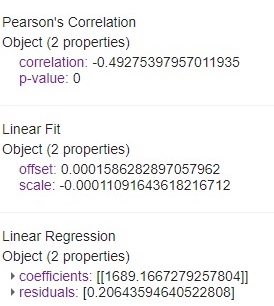 Pearson's Correlation
Object (2 properties)
correlation: -0.49275397957011935
p-value: 0
Linear Fit
Object (2 properties)
offset: 0.0001586282897057962
scale: -0.00011091643618216712
Linear Regression
Object (2 properties)
coefficients: [[1689.1667279257804]]
residuals: [0.20643594640522808]